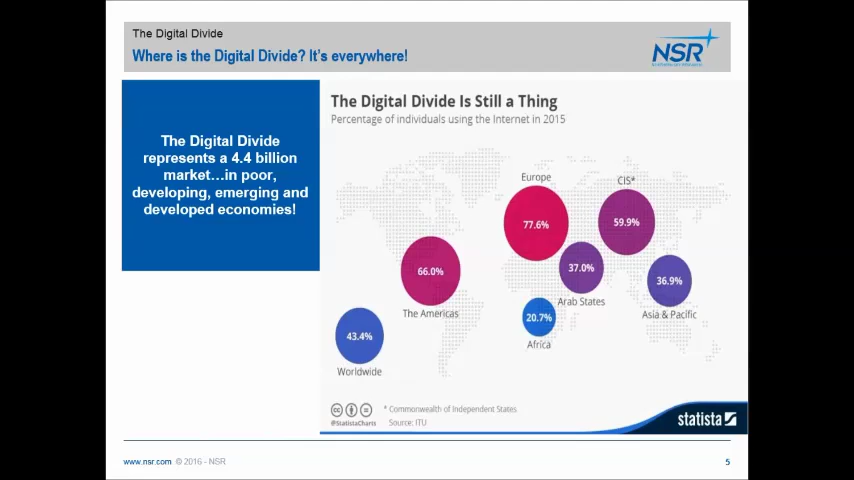 The Digital Divide
Where is the Digital Divide? It's everywhere!
NSR
The Digital Divide
represents a 4.4 billion
market...in poor,
developing, emerging and
developed economies!
The Digital Divide Is Still a Thing
Percentage of individuals using the Internet in 2015
Europe
77.6%
CIS*
59.9%
66.0%
The Americas
37.0%
Arab States
36.9%
Asia & Pacific
20.7%
Africa
43.4%
Worldwide
@StatistaCharts
* Commonwealth of Independent States
Source: ITU
statista
www.nsr.com © 2016 - NSR
5